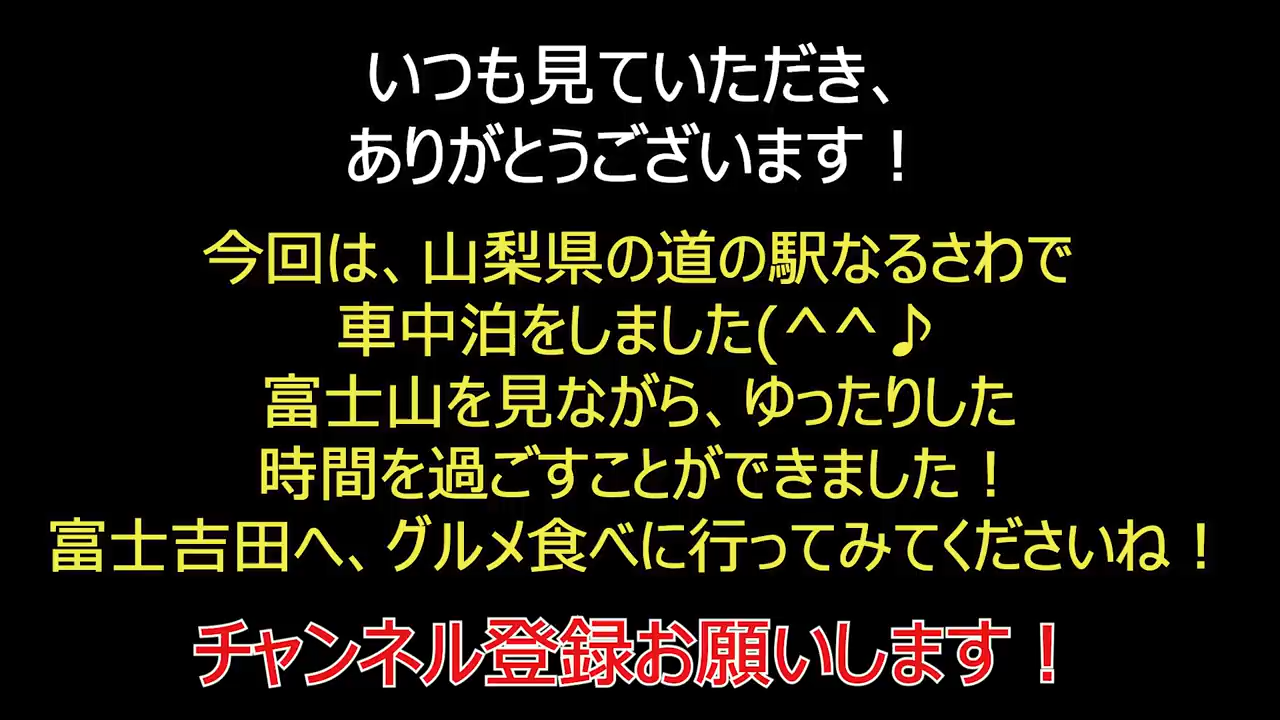 いつも見ていただき、
ありがとうございます！
今回は、山梨県の道の駅なるさわで
車中泊をしました(^^♪
富士山を見ながら、ゆったりした
時間を過ごすことができました！
富士吉田へ、グルメ食べに行ってみてくださいね！
チャンネル登録お願いします！